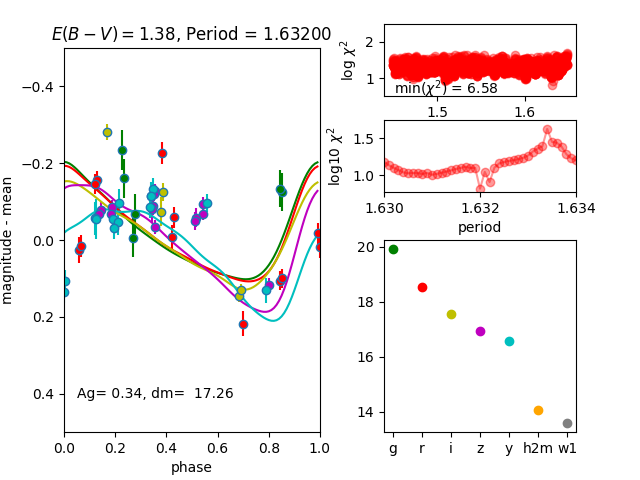 E(B − V) = 1.38, Period = 1.63200
magnitude - mean
−0.4
−0.2
0.0
0.2
0.4
Ag= 0.34, dm=  17.26
0.0 0.2 0.4 0.6 0.8 1.0
phase
log χ²
2
1
min(χ²) = 6.58
1.5 1.6
log10 χ²
1.5
1.0
1.630 1.632 1.634
period
20
18
16
14
g r i z y h2m w1